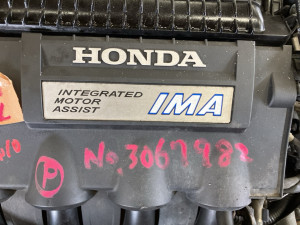 HONDA
INTEGRATED
MOTOR
ASSIST
IMA
No.3067982
P